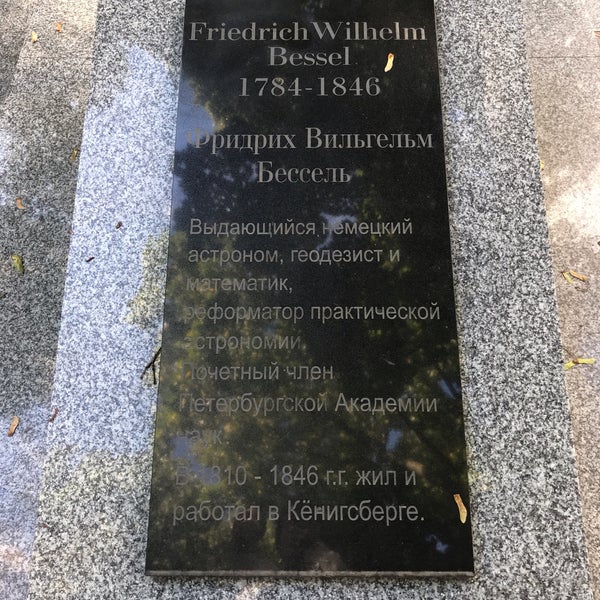 Friedrich Wilhelm
Bessel
1784-1846
Фридрих Вильгельм
Бессель
Выдающийся немецкий
астроном, геодезист и
математик,
реформатор практической
астрономии.
Почетный член
Петербургской Академии
наук.
В 1810 - 1846 г.г. жил и
работал в Кёнигсберге.